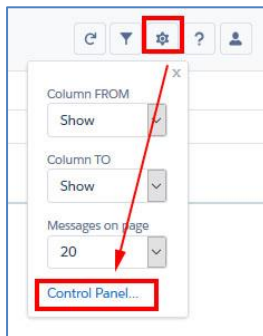 ?
x
Column FROM
Show
Column TO
Show
Messages on page
20
Control Panel...